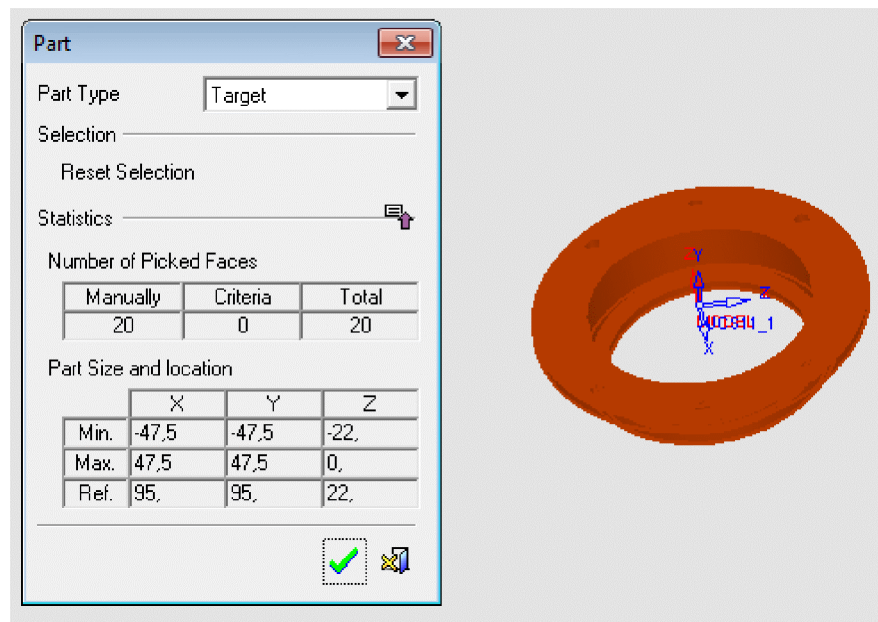 Part
Part Type Target
Selection
Reset Selection
Statistics
Number of Picked Faces
Manually Criteria Total
20 0 20
Part Size and location
X Y Z
Min. -47,5 -47,5 -22,
Max. 47,5 47,5 0,
Ref. 95, 95, 22,
Y
Z
X